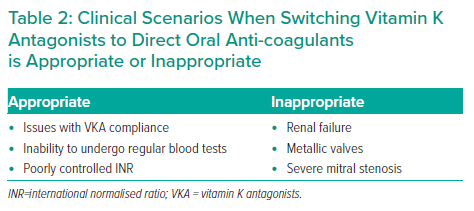 Table 2: Clinical Scenarios When Switching Vitamin K
Antagonists to Direct Oral Anti-coagulants
is Appropriate or Inappropriate
Appropriate Inappropriate
• Issues with VKA compliance • Renal failure
• Inability to undergo regular blood tests • Metallic valves
• Poorly controlled INR • Severe mitral stenosis
INR=international normalised ratio; VKA = vitamin K antagonists.